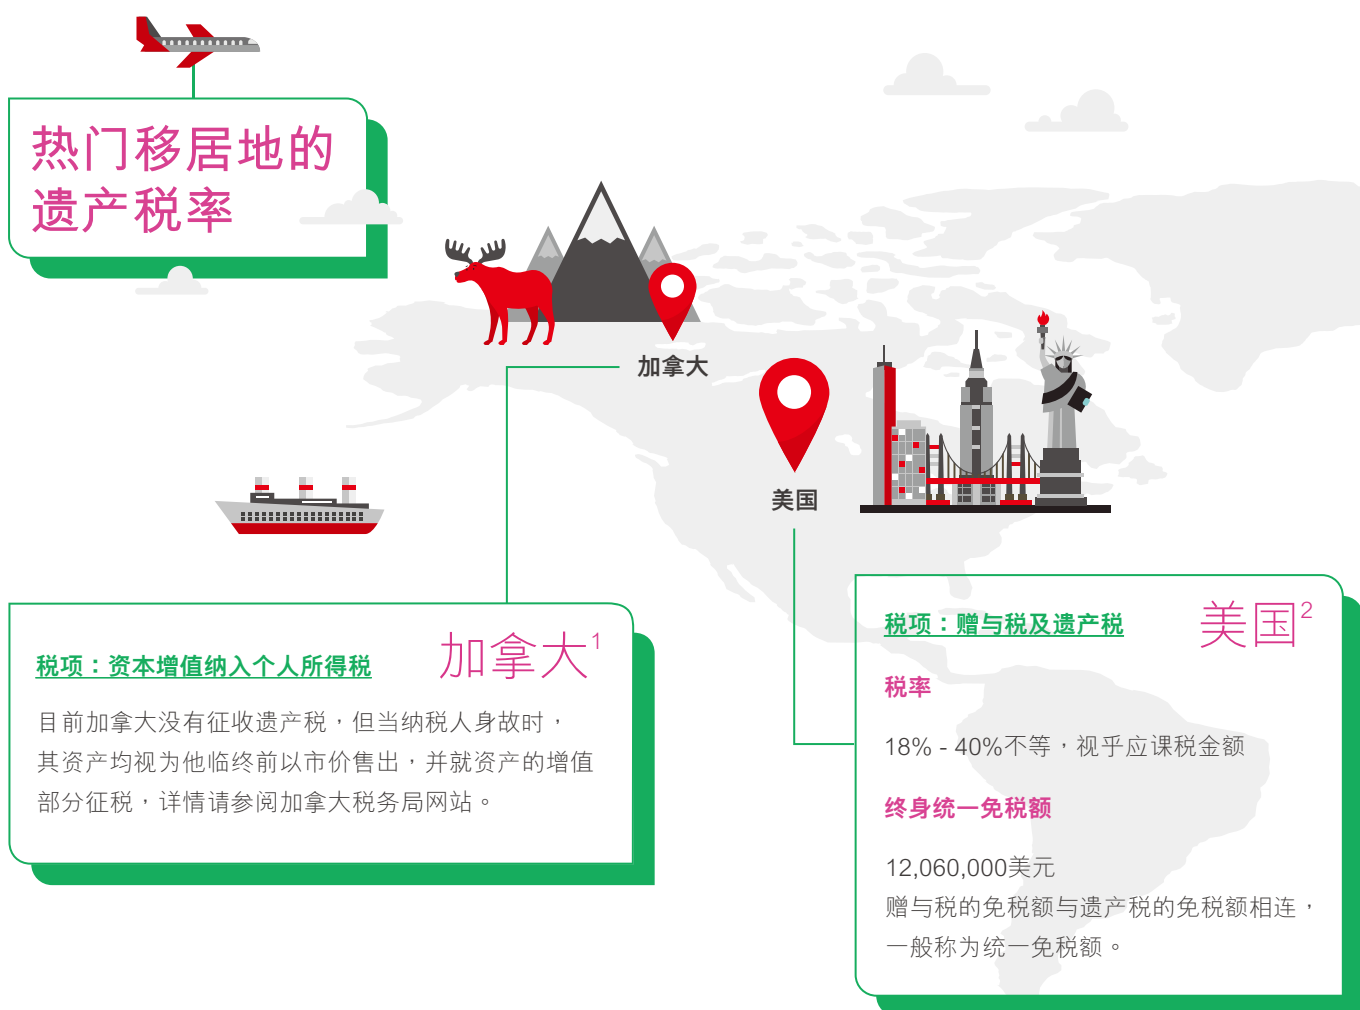 热门移居地的
遗产税率
加拿大
美国
税项：资本增值纳入个人所得税
加拿大1
目前加拿大没有征收遗产税，但当纳税人身故时，
其资产均视为他临终前以市价售出，并就资产的增值
部分征税，详情请参阅加拿大税务局网站。
税项：赠与税及遗产税
美国2
税率
18% - 40%不等，视乎应课税金额
终身统一免税额
12,060,000美元
赠与税的免税额与遗产税的免税额相连，
一般称为统一免税额。